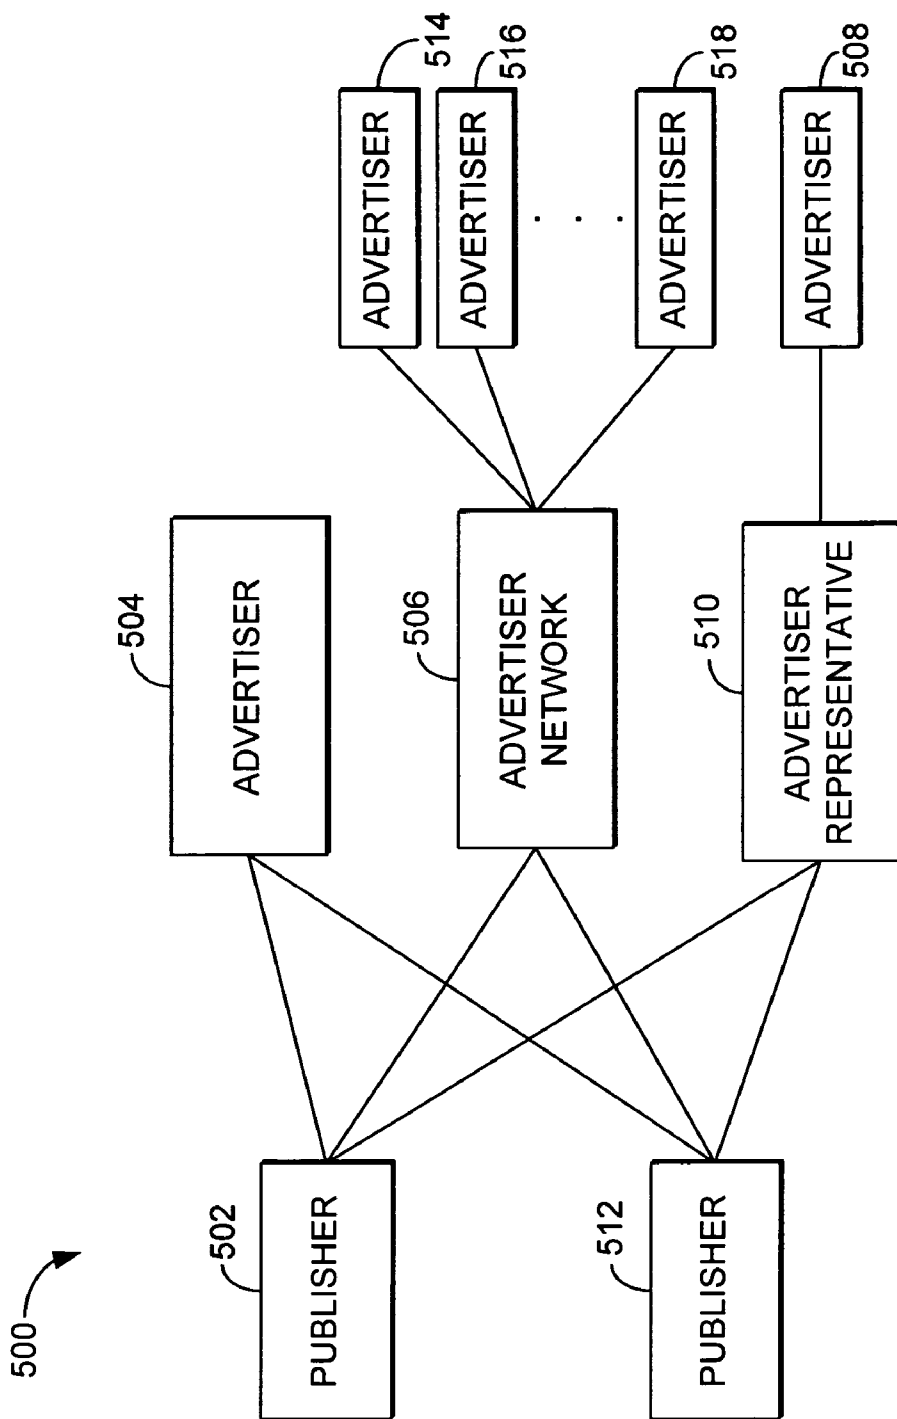 500
502
PUBLISHER
512
PUBLISHER
504
ADVERTISER
506
ADVERTISER
NETWORK
510
ADVERTISER
REPRESENTATIVE
514
ADVERTISER
516
ADVERTISER
. . .
518
ADVERTISER
508
ADVERTISER